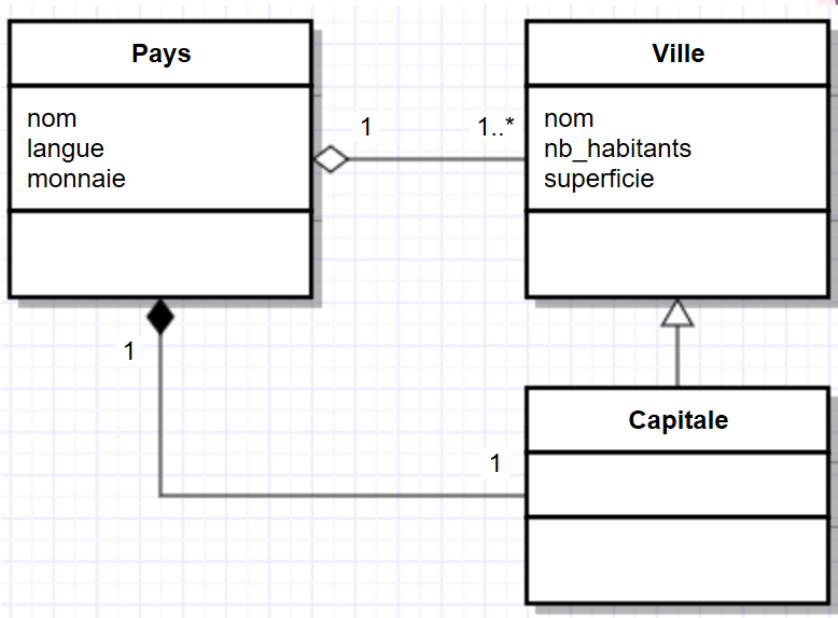 Pays
nom
langue
monnaie
1
1..*
Ville
nom
nb_habitants
superficie
1
1
Capitale